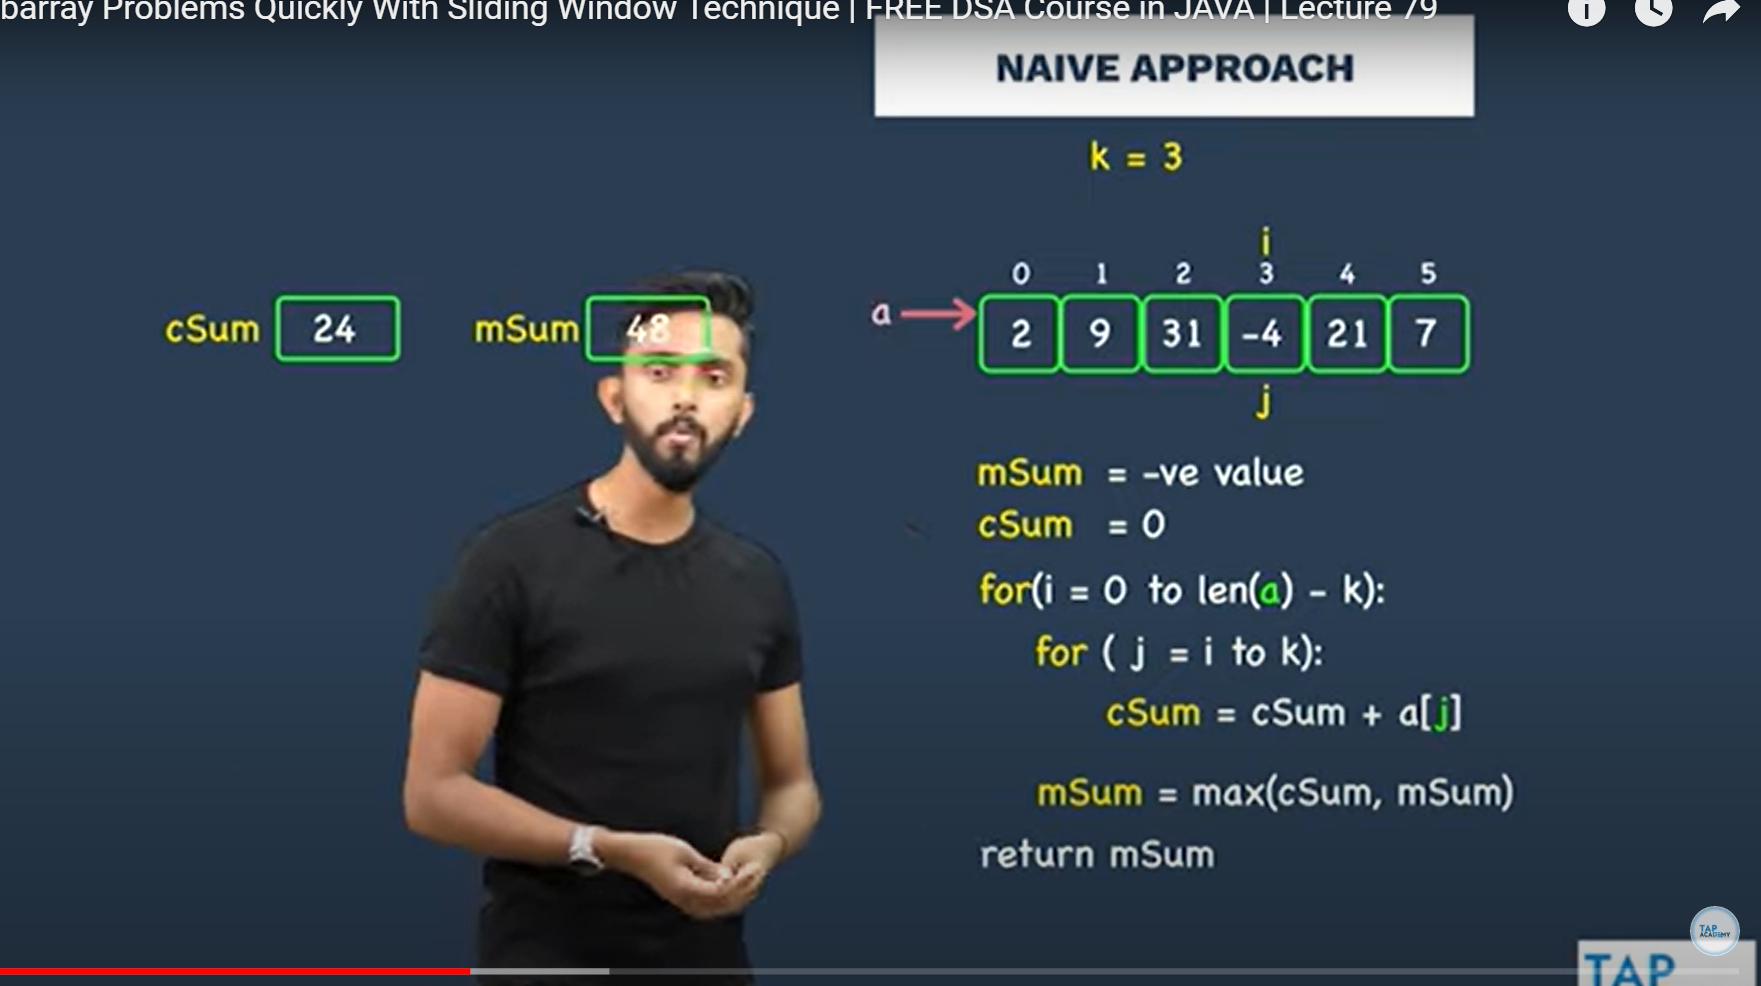 barray Problems Quickly With Sliding Window Technique | FREE DSA Course in JAVA | Lecture 79
NAIVE APPROACH
k = 3
i
0 1 2 3 4 5
cSum 24 mSum 48 a 2 9 31 -4 21 7
j
mSum = -ve value
cSum = 0
for(i = 0 to len(a) - k):
for ( j = i to k):
cSum = cSum + a[j]
mSum = max(cSum, mSum)
return mSum
TAP
ACADEMY
TAP